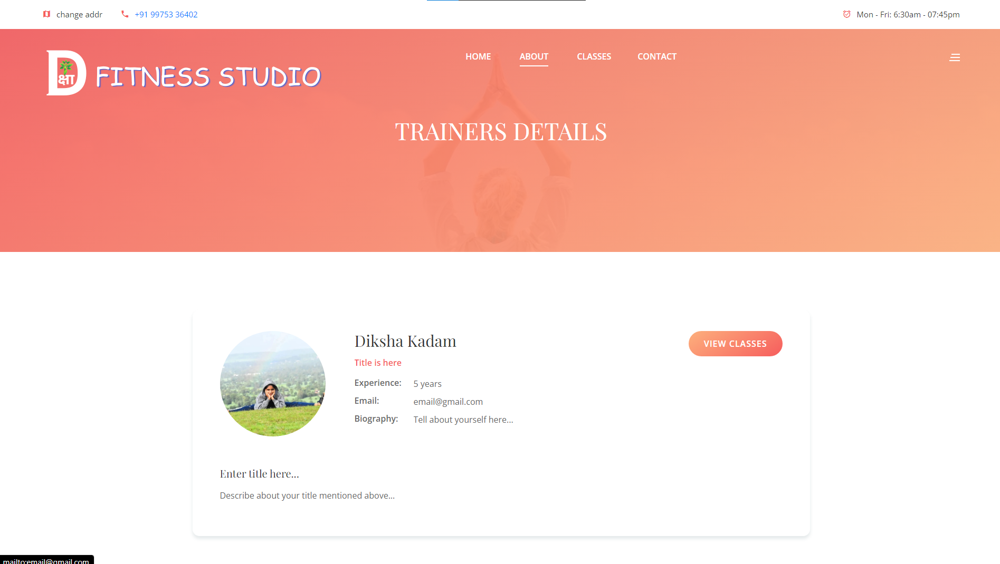 change addr
+91 99753 36402
Mon - Fri: 6:30am - 07:45pm
D
क्षा
FITNESS STUDIO
HOME
ABOUT
CLASSES
CONTACT
TRAINERS DETAILS
Diksha Kadam
VIEW CLASSES
Title is here
Experience: 5 years
Email: email@gmail.com
Biography: Tell about yourself here...
Enter title here...
Describe about your title mentioned above...
mailto:email@gmail.com